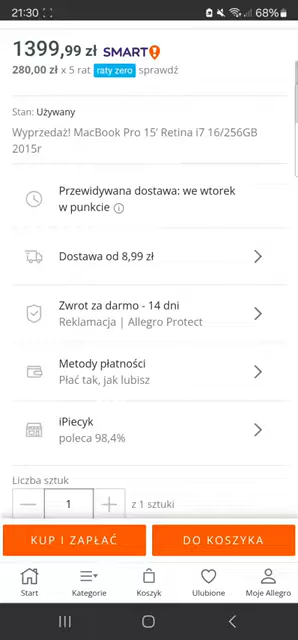 21:30 68%
1399,99 zł SMART!
280,00 zł x 5 rat raty zero sprawdź
Stan: Używany
Wyprzedaż! MacBook Pro 15’ Retina i7 16/256GB
2015r
Przewidywana dostawa: we wtorek
w punkcie
Dostawa od 8,99 zł
Zwrot za darmo - 14 dni
Reklamacja | Allegro Protect
Metody płatności
Płać tak, jak lubisz
iPiecyk
poleca 98,4%
Liczba sztuk
1 z 1 sztuki
KUP I ZAPŁAĆ DO KOSZYKA
Start Kategorie Koszyk Ulubione Moje Allegro